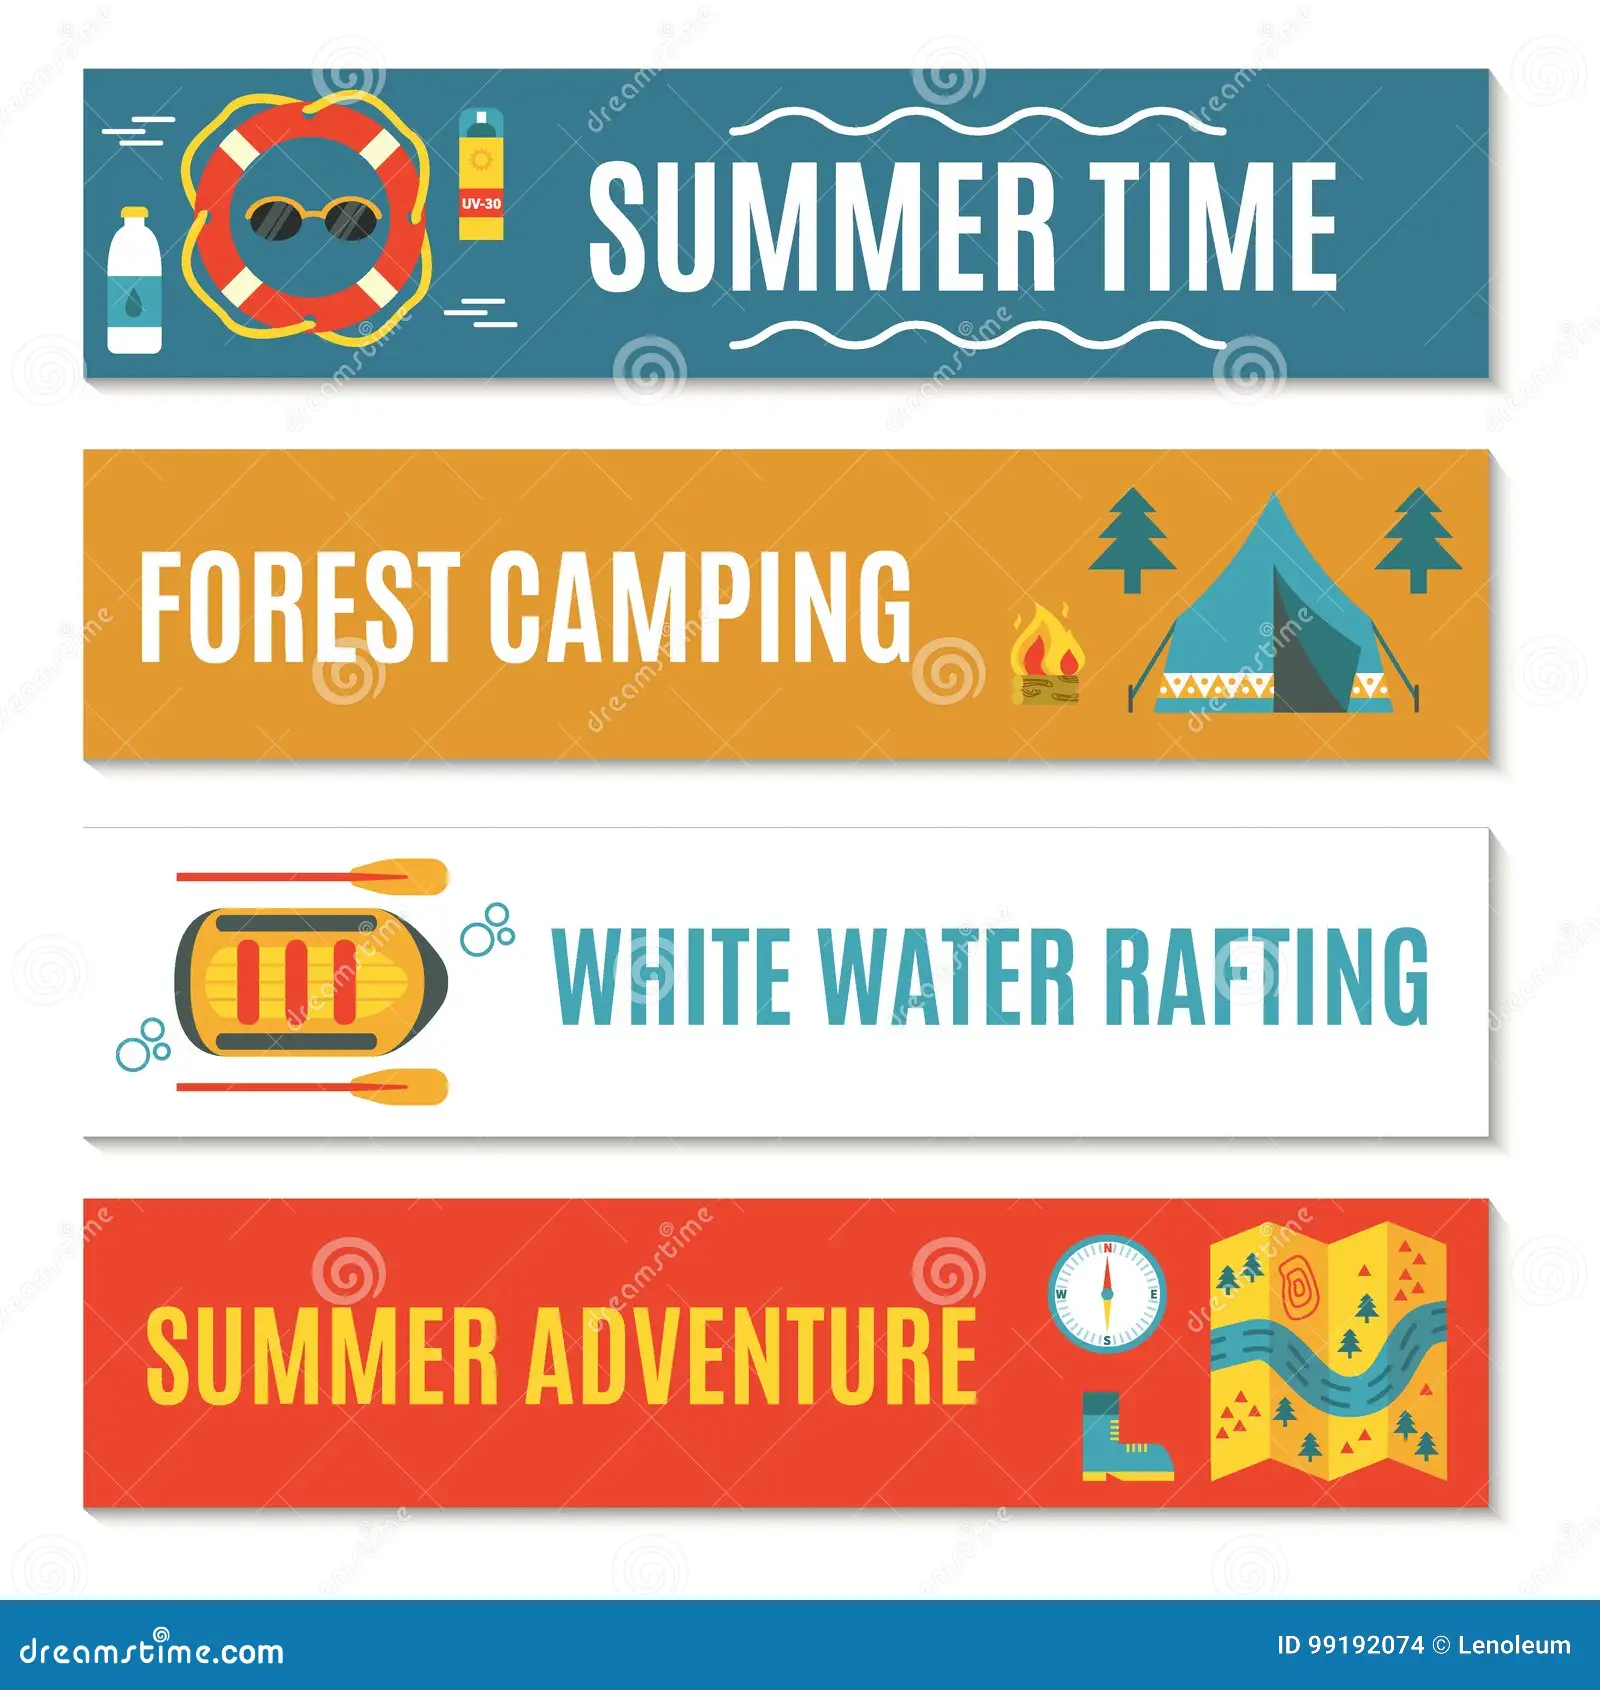 SUMMER TIME
UV-30
FOREST CAMPING
WHITE WATER RAFTING
SUMMER ADVENTURE
N
W E
S
dreamstime.com
ID 99192074 © Lenoleum